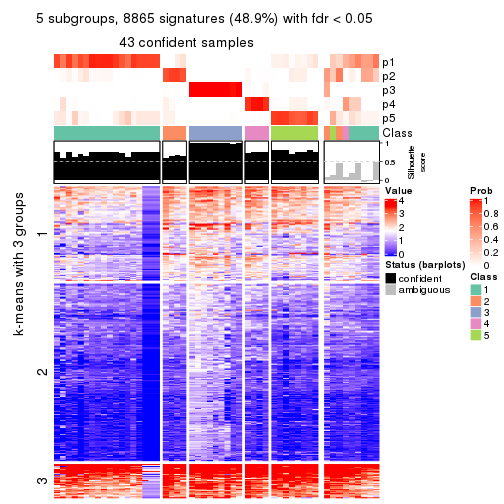 5 subgroups, 8865 signatures (48.9%) with fdr < 0.05
43 confident samples
p1
p2
p3
p4
p5
Class
1
0.5
0
Silhouette
score
k-means with 3 groups
1
2
3
Value
4
3
2
1
0
Status (barplots)
confident
ambiguous
Prob
1
0.8
0.6
0.4
0.2
0
Class
1
2
3
4
5